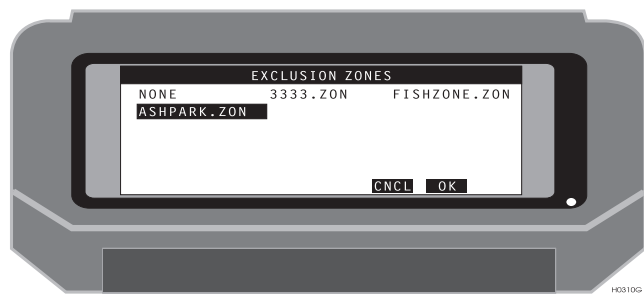 EXCLUSION ZONES
NONE 3333.ZON FISHZONE.ZON
ASHPARK.ZON
CNCL OK
H0310G